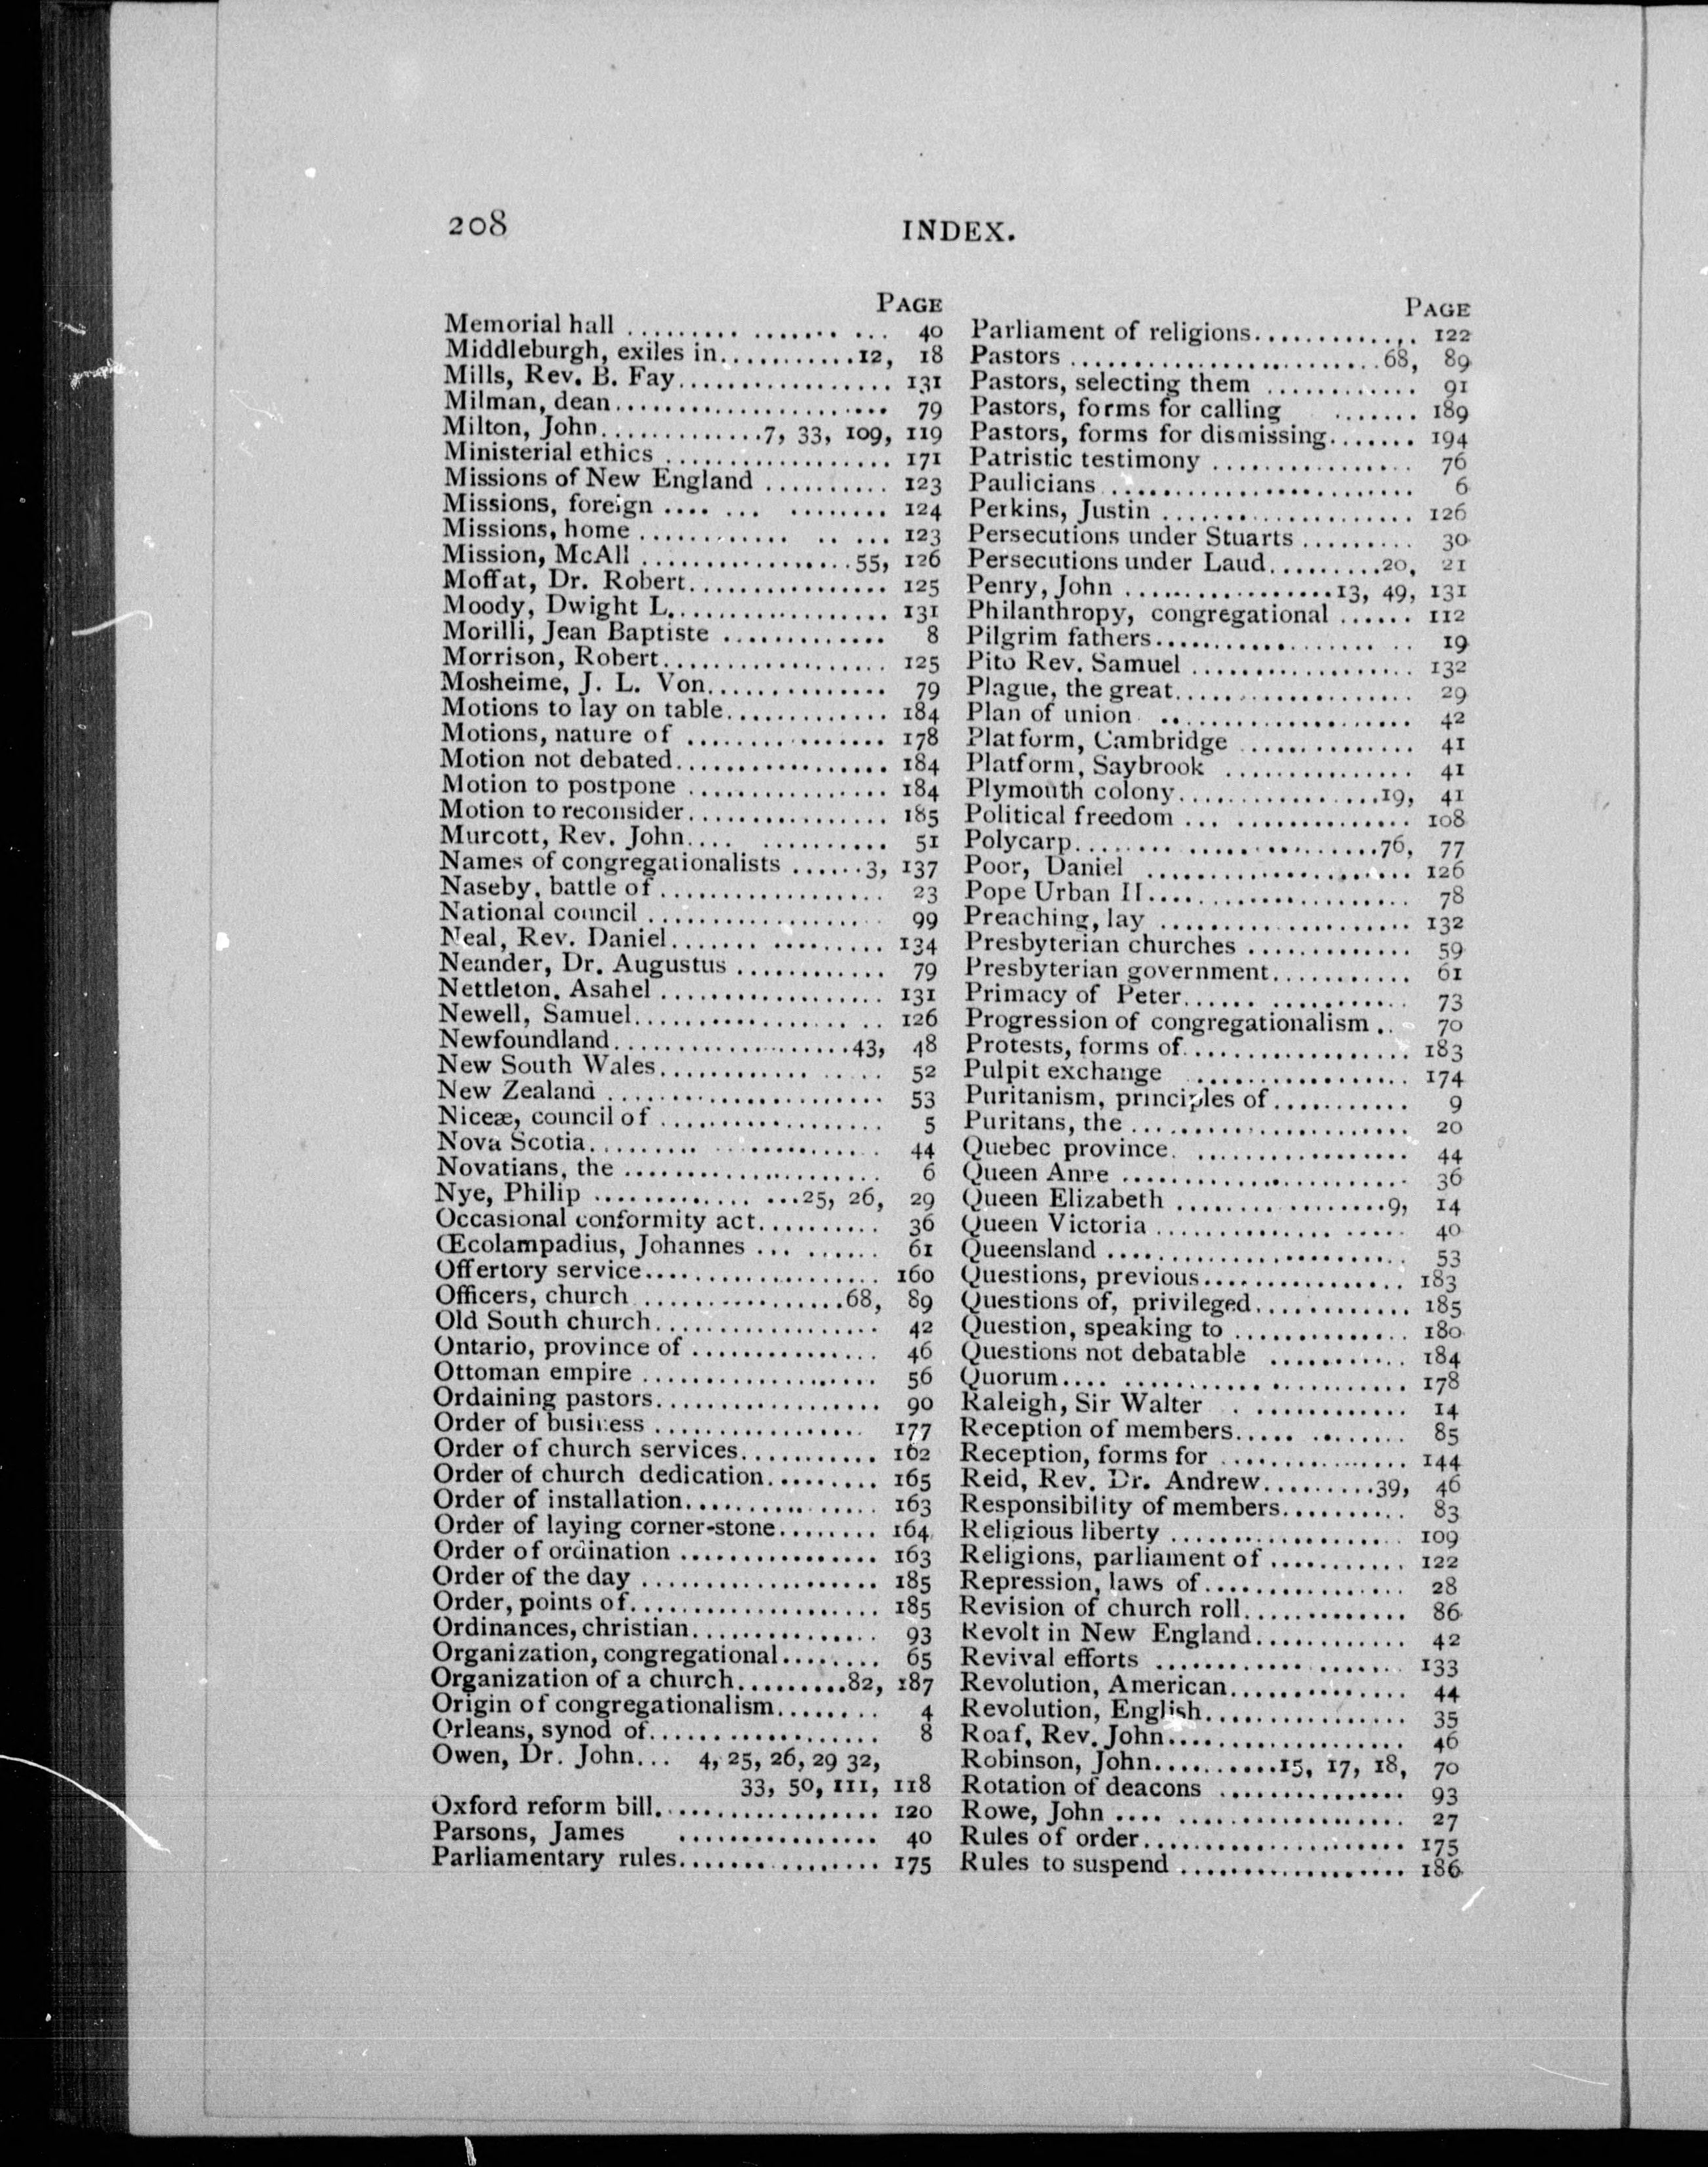 208
INDEX.
PAGE
Memorial hall .................... 40
Middleburgh, exiles in...........12, 18
Mills, Rev. B. Fay................. 131
Milman, dean...................... 79
Milton, John.............7, 33, 109, 119
Ministerial ethics .................. 171
Missions of New England .......... 123
Missions, foreign .... ... ........ 124
Missions, home ............ .. ... 123
Mission, McAll .................55, 126
Moffat, Dr. Robert................ 125
Moody, Dwight L.................. 131
Morilli, Jean Baptiste ............. 8
Morrison, Robert.................. 125
Mosheime, J. L. Von............... 79
Motions to lay on table............. 184
Motions, nature of ................ 178
Motion not debated................. 184
Motion to postpone ................ 184
Motion to reconsider................ 185
Murcott, Rev. John.... ........... 51
Names of congregationalists ......3, 137
Naseby, battle of .................. 23
National council ................... 99
Neal, Rev. Daniel....... ......... 134
Neander, Dr. Augustus ............ 79
Nettleton. Asahel .................. 131
Newell, Samuel................. .. 126
Newfoundland...................43, 48
New South Wales............ ..... 52
New Zealand ...................... 53
Niceæ, council of .................. 5
Nova Scotia......... ............. 44
Novatians, the .................... 6
Nye, Philip ............. ...25, 26, 29
Occasional conformity act.......... 36
Œcolampadius, Johannes ... ...... 61
Offertory service................... 160
Officers, church .................68, 89
Old South church.................. 42
Ontario, province of ............... 46
Ottoman empire ................... 56
Ordaining pastors.................. 90
Order of business ................. 177
Order of church services........... 162
Order of church dedication......... 165
Order of installation................ 163
Order of laying corner-stone........ 164
Order of ordination ................ 163
Order of the day ................... 185
Order, points of..................... 185
Ordinances, christian............... 93
Organization, congregational........ 65
Organization of a church.........82, 187
Origin of congregationalism........ 4
Orleans, synod of................... 8
Owen, Dr. John... 4, 25, 26, 29 32,
33, 50, 111, 118
Oxford reform bill.................. 120
Parsons, James ................ 40
Parliamentary rules................ 175
PAGE
Parliament of religions............. 122
Pastors .........................68, 89
Pastors, selecting them ............ 91
Pastors, forms for calling ....... 189
Pastors, forms for dismissing....... 194
Patristic testimony ................ 76
Paulicians ........................ 6
Perkins, Justin .................... 126
Persecutions under Stuarts ......... 30
Persecutions under Laud.........20, 21
Penry, John .................13, 49, 131
Philanthropy, congregational ...... 112
Pilgrim fathers.................. .. 19
Pito Rev. Samuel .................. 132
Plague, the great................... 29
Plan of union .................... 42
Platform, Cambridge .............. 41
Platform, Saybrook ............... 41
Plymouth colony................19, 41
Political freedom ... .............. 108
Polycarp........ ...............76, 77
Poor, Daniel ..................... 126
Pope Urban II..................... 78
Preaching, lay .................... 132
Presbyterian churches ............. 59
Presbyterian government........... 61
Primacy of Peter...... ........... 73
Progression of congregationalism .. 70
Protests, forms of.................. 183
Pulpit exchange ................. 174
Puritanism, principles of........... 9
Puritans, the ...................... 20
Quebec province. ................. 44
Queen Anne ....................... 36
Queen Elizabeth .................9, 14
Queen Victoria .............. ..... 40
Queensland ........................ 53
Questions, previous................ 183
Questions of, privileged............ 185
Question, speaking to .............. 180
Questions not debatable ........... 184
Quorum.... ....................... 178
Raleigh, Sir Walter . ............ 14
Reception of members..... ........ 85
Reception, forms for ............... 144
Reid, Rev. Dr. Andrew.........39, 46
Responsibility of members.......... 83
Religious liberty ................... 109
Religions, parliament of ........... 122
Repression, laws of................. 28
Revision of church roll............. 86
Revolt in New England............ 42
Revival efforts ............ ....... 133
Revolution, American.............. 44
Revolution, English................ 35
Roaf, Rev. John................... 46
Robinson, John..........15, 17, 18, 70
Rotation of deacons ............... 93
Rowe, John .... .................. 27
Rules of order..................... 175
Rules to suspend .................. 186